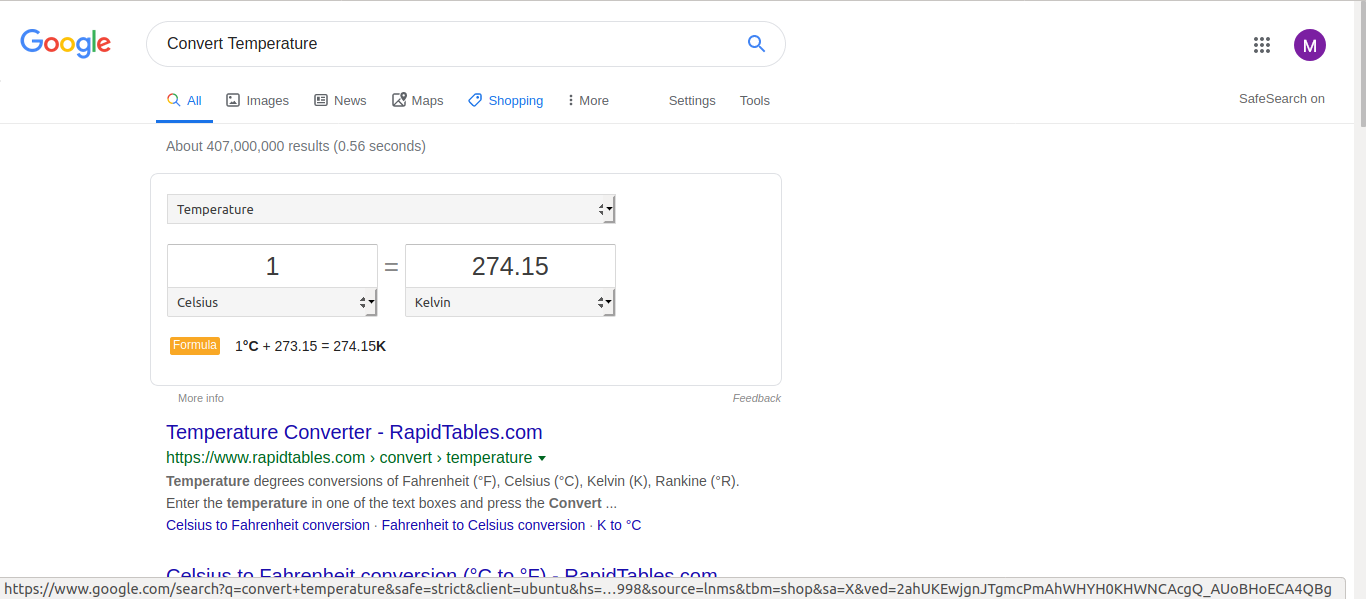 Google
Convert Temperature
M
All Images News Maps Shopping More Settings Tools
SafeSearch on
About 407,000,000 results (0.56 seconds)
Temperature
1 = 274.15
Celsius Kelvin
Formula 1°C + 273.15 = 274.15K
More info Feedback
Temperature Converter - RapidTables.com
https://www.rapidtables.com › convert › temperature
Temperature degrees conversions of Fahrenheit (°F), Celsius (°C), Kelvin (K), Rankine (°R).
Enter the temperature in one of the text boxes and press the Convert ...
Celsius to Fahrenheit conversion · Fahrenheit to Celsius conversion · K to °C
Celsius to Fahrenheit conversion (°C to °F) - RapidTables.com
https://www.google.com/search?q=convert+temperature&safe=strict&client=ubuntu&hs=…998&source=lnms&tbm=shop&sa=X&ved=2ahUKEwjgnJTgmcPmAhWHYH0KHWNCAcgQ_AUoBHoECA4QBg